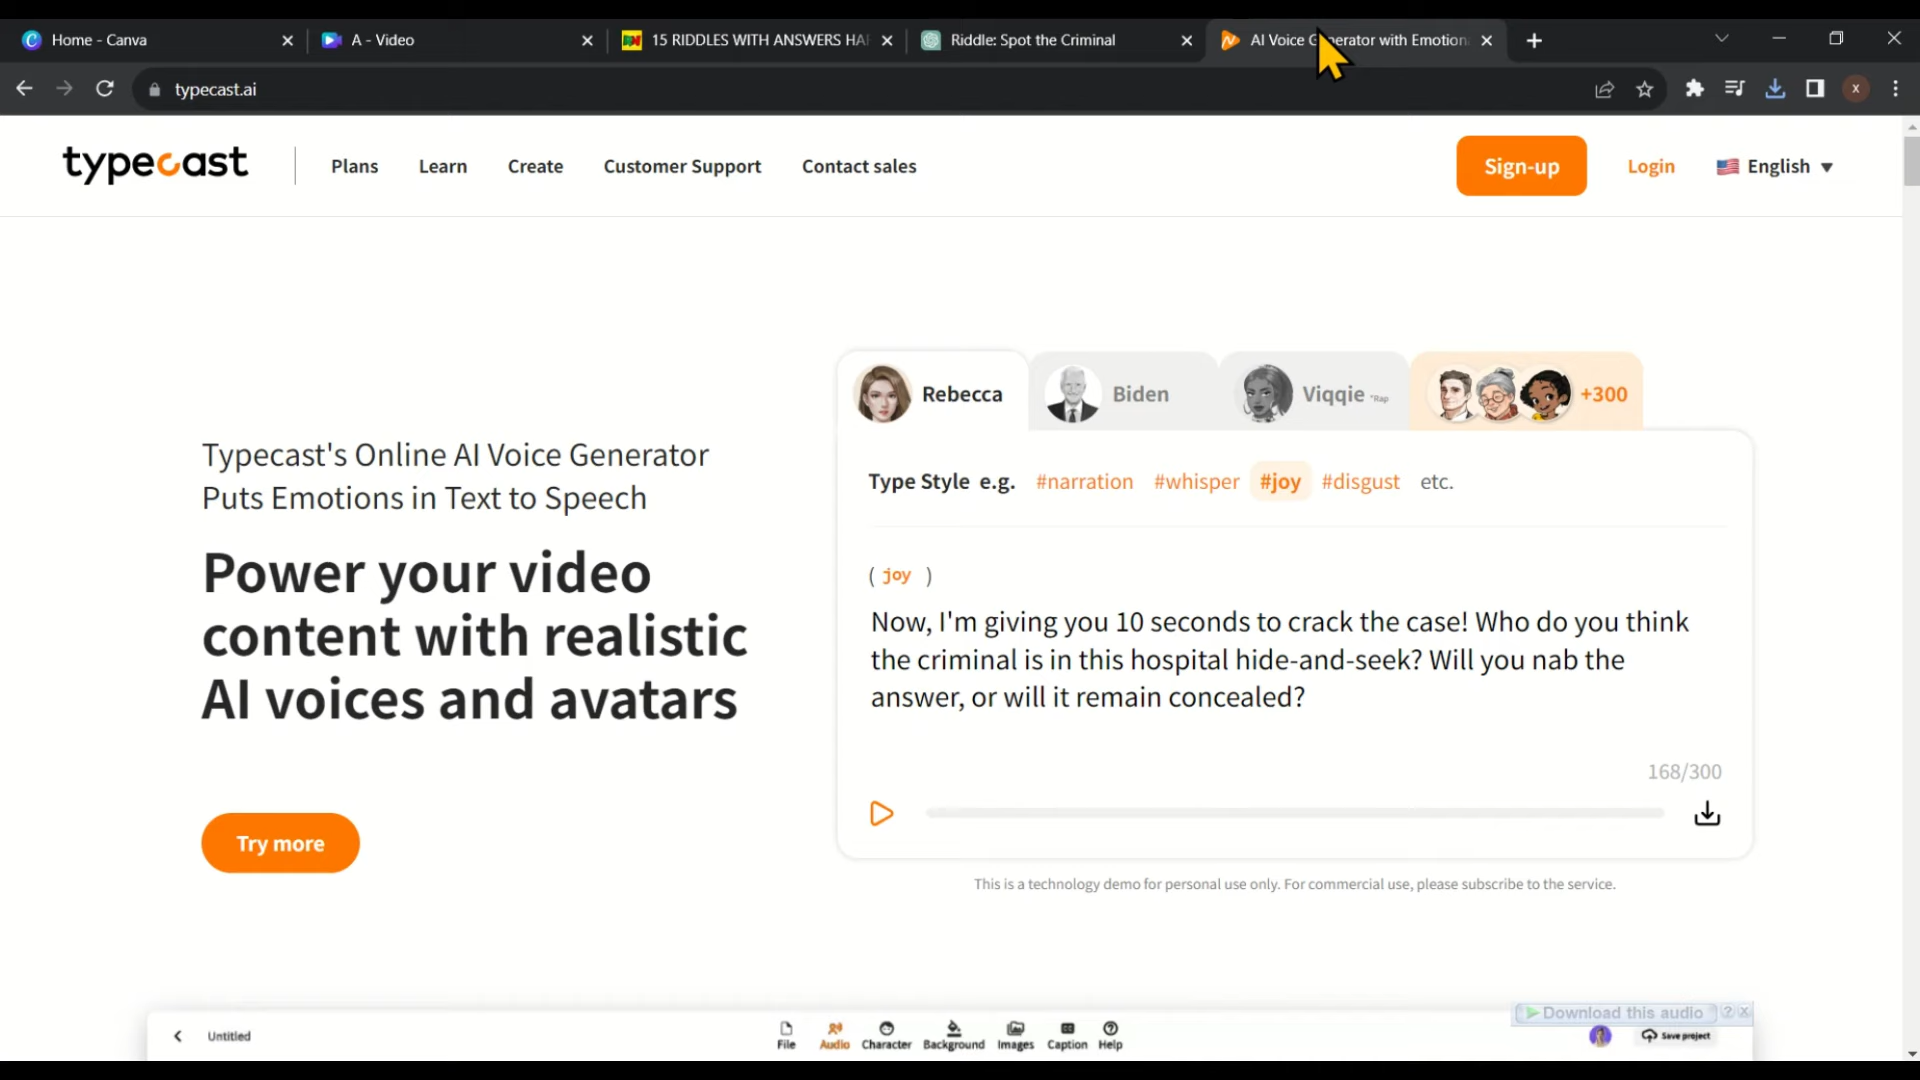 Home - Canva
A - Video
15 RIDDLES WITH ANSWERS HA
Riddle: Spot the Criminal
AI Voice Generator with Emotion
typecast.ai
X
typecast
Plans
Learn
Create
Customer Support
Contact sales
Sign-up
Login
English
Rebecca
Biden
Viqqie *Rap
+300
Typecast's Online AI Voice Generator
Puts Emotions in Text to Speech
Power your video
content with realistic
AI voices and avatars
Try more
Type Style e.g. #narration #whisper #joy #disgust etc.
( joy )
Now, I'm giving you 10 seconds to crack the case! Who do you think
the criminal is in this hospital hide-and-seek? Will you nab the
answer, or will it remain concealed?
168/300
This is a technology demo for personal use only. For commercial use, please subscribe to the service.
Download this audio ? X
Untitled
File
Audio
Character
Background
Images
Caption
Help
Save project